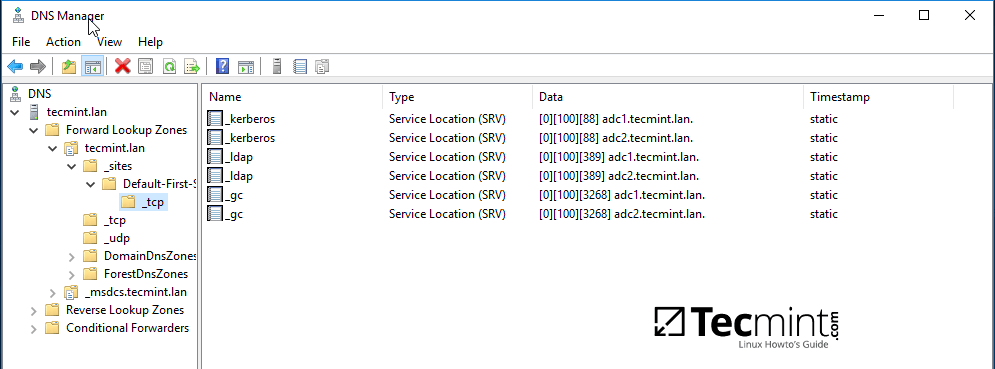 DNS Manager
File Action View Help
DNS
tecmint.lan
Forward Lookup Zones
tecmint.lan
_sites
Default-First-S
_tcp
_tcp
_udp
DomainDnsZones
ForestDnsZones
_msdcs.tecmint.lan
Reverse Lookup Zones
Conditional Forwarders
Name Type Data Timestamp
_kerberos Service Location (SRV) [0][100][88] adc1.tecmint.lan. static
_kerberos Service Location (SRV) [0][100][88] adc2.tecmint.lan. static
_ldap Service Location (SRV) [0][100][389] adc1.tecmint.lan. static
_ldap Service Location (SRV) [0][100][389] adc2.tecmint.lan. static
_gc Service Location (SRV) [0][100][3268] adc1.tecmint.lan. static
_gc Service Location (SRV) [0][100][3268] adc2.tecmint.lan. static
Tecmint.com
Linux Howto's Guide